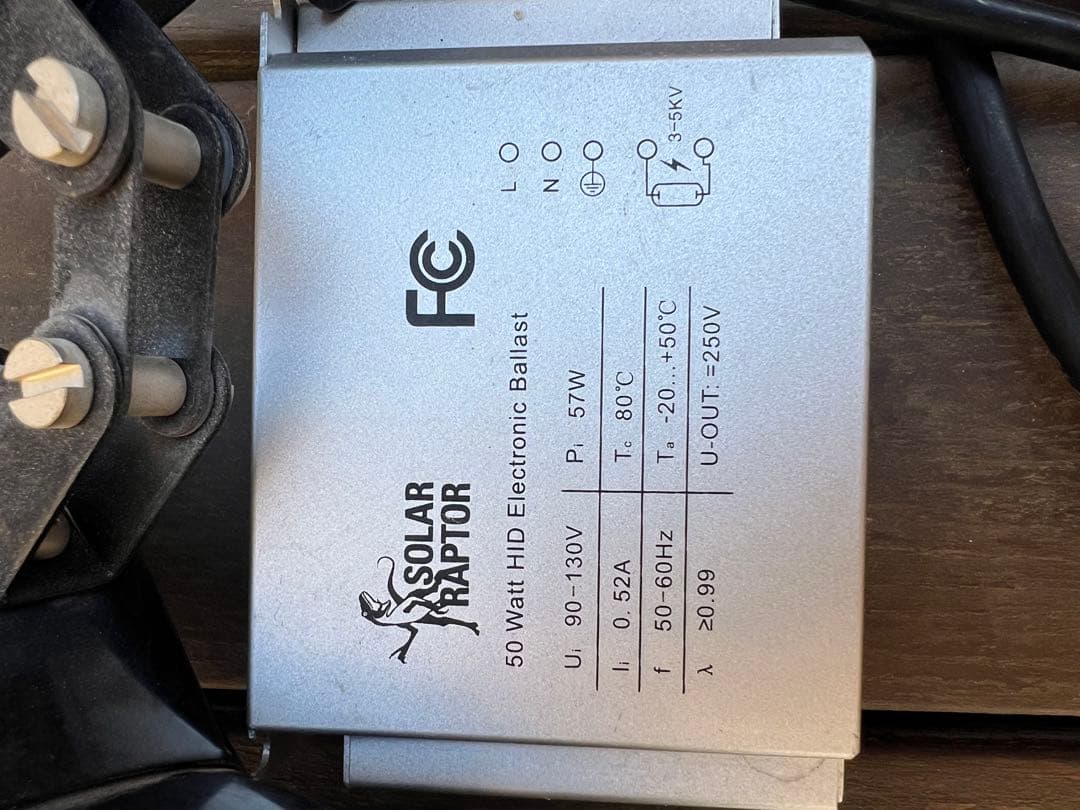 SOLAR
RAPTOR
FC
50 Watt HID Electronic Ballast
L
N
Uᵢ 90-130V Pᵢ 57W
Iᵢ 0.52A T꜀ 80℃
f 50-60Hz Tₐ -20...+50℃
λ ≥0.99 U-OUT: =250V
3-5KV